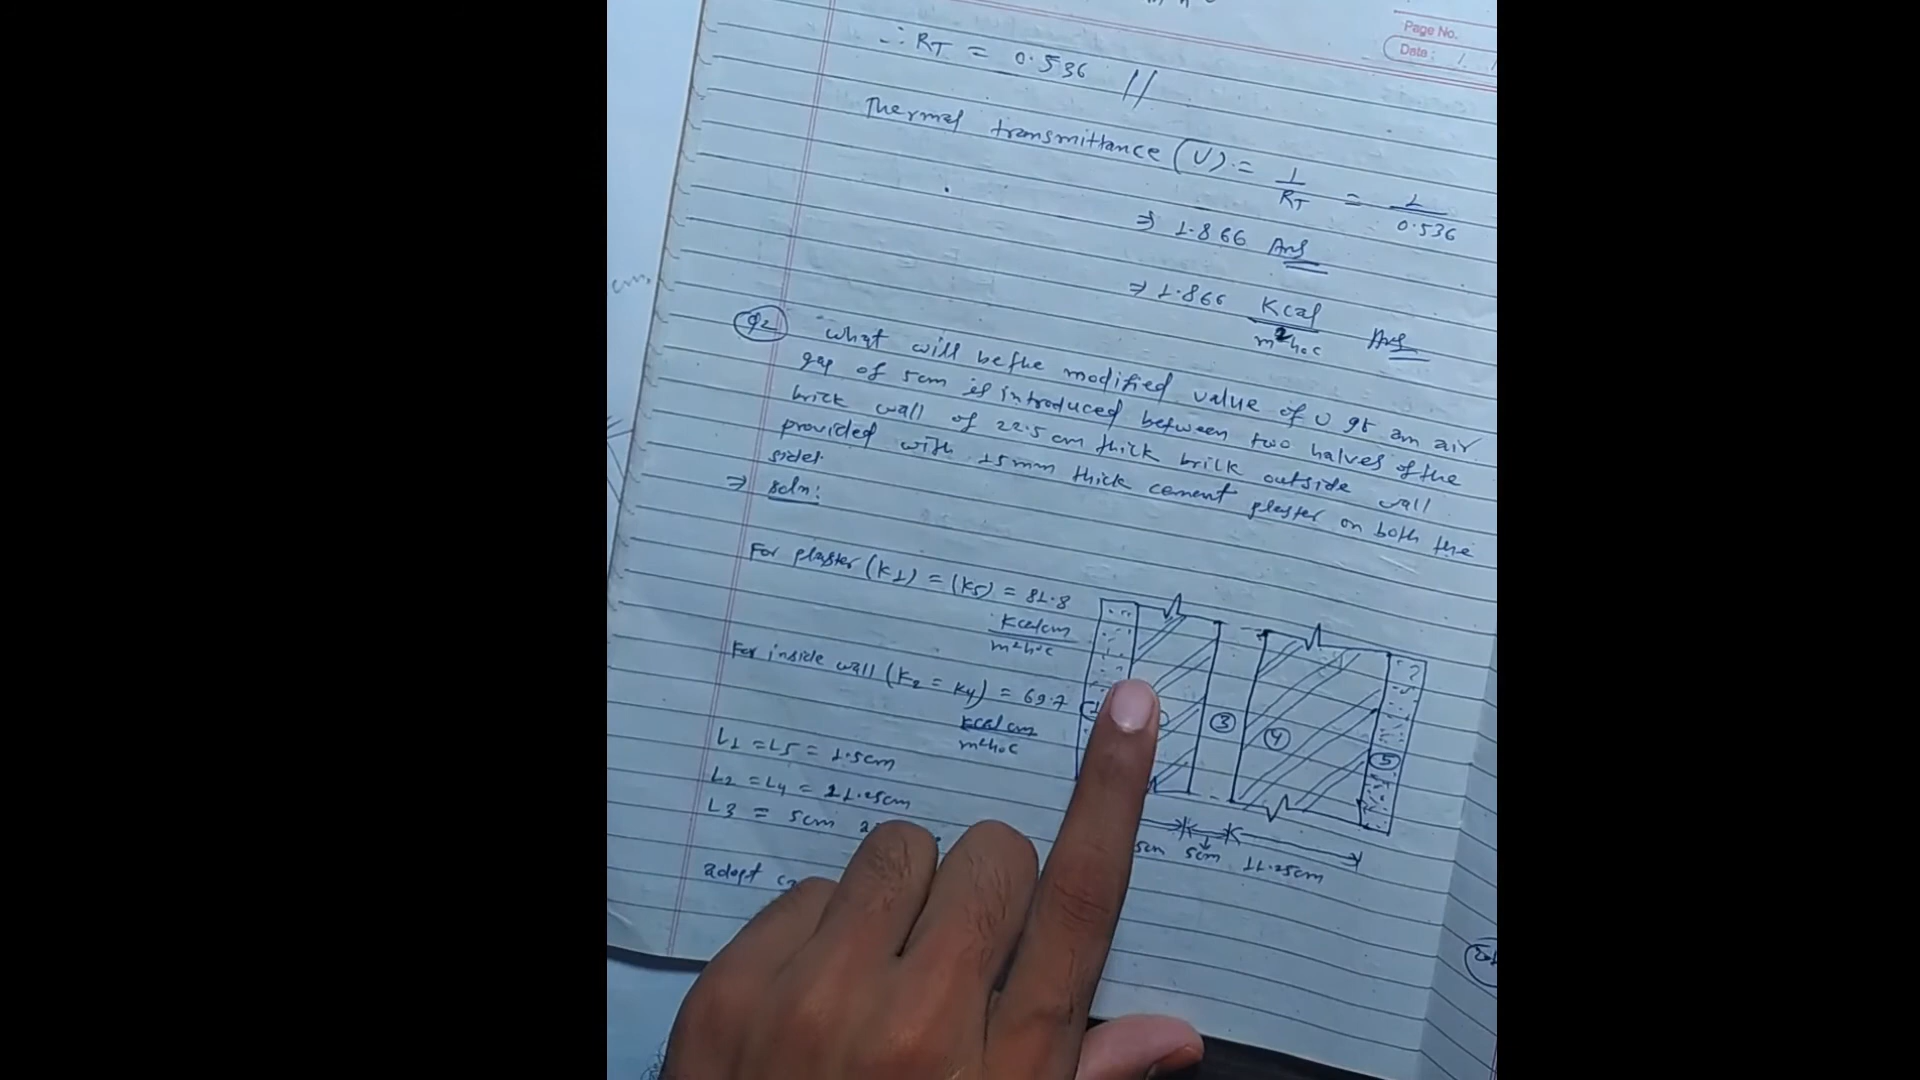 Page No.
Date :
∴ RT = 0.536 //
Thermal transmittance (U) = 1/RT = 1/0.536
⇒ 1.866 Ans
⇒ 1.866 Kcal/m²h°c Ans
Q2 What will be the modified value of U if an air
gap of 5cm is introduced between two halves of the
brick wall of 22.5 cm thick brick outside wall
provided with 15mm thick cement plaster on both the
sides.
⇒ soln:
For plaster (K1) = (K5) = 81.8
Kcal cm/m²h°c
For inside wall (K2 = K4) = 69.7
Kcal cm/m²h°c
3
4
5
L1 = L5 = 1.5cm
L2 = L4 = 11.25cm
L3 = 5cm
5cm 5cm 11.25cm
adopt
cm